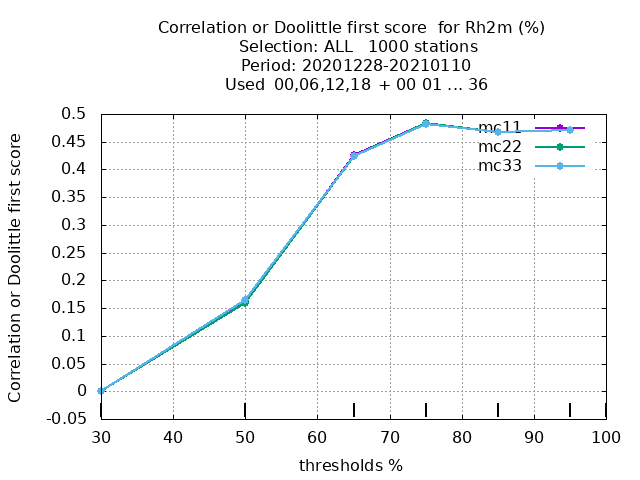 Correlation or Doolittle first score  for Rh2m (%)
Selection: ALL   1000 stations
Period: 20201228-20210110
Used  00,06,12,18  + 00 01 ... 36
Correlation or Doolittle first score
0.5
0.45
0.4
0.35
0.3
0.25
0.2
0.15
0.1
0.05
0
-0.05
mc11
mc22
mc33
30 40 50 60 70 80 90 100
thresholds %